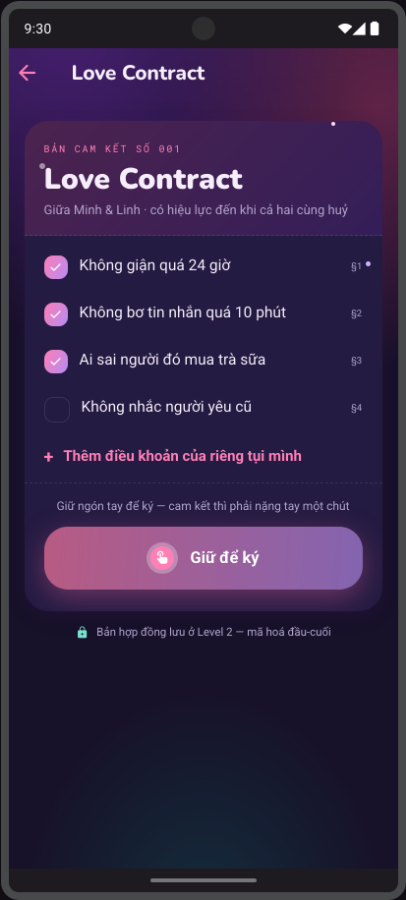 9:30
Love Contract
BẢN CAM KẾT SỐ 001
Love Contract
Giữa Minh & Linh · có hiệu lực đến khi cả hai cùng huỷ
Không giận quá 24 giờ §1
Không bơ tin nhắn quá 10 phút §2
Ai sai người đó mua trà sữa §3
Không nhắc người yêu cũ §4
+ Thêm điều khoản của riêng tụi mình
Giữ ngón tay để ký — cam kết thì phải nặng tay một chút
Giữ để ký
Bản hợp đồng lưu ở Level 2 — mã hoá đầu-cuối